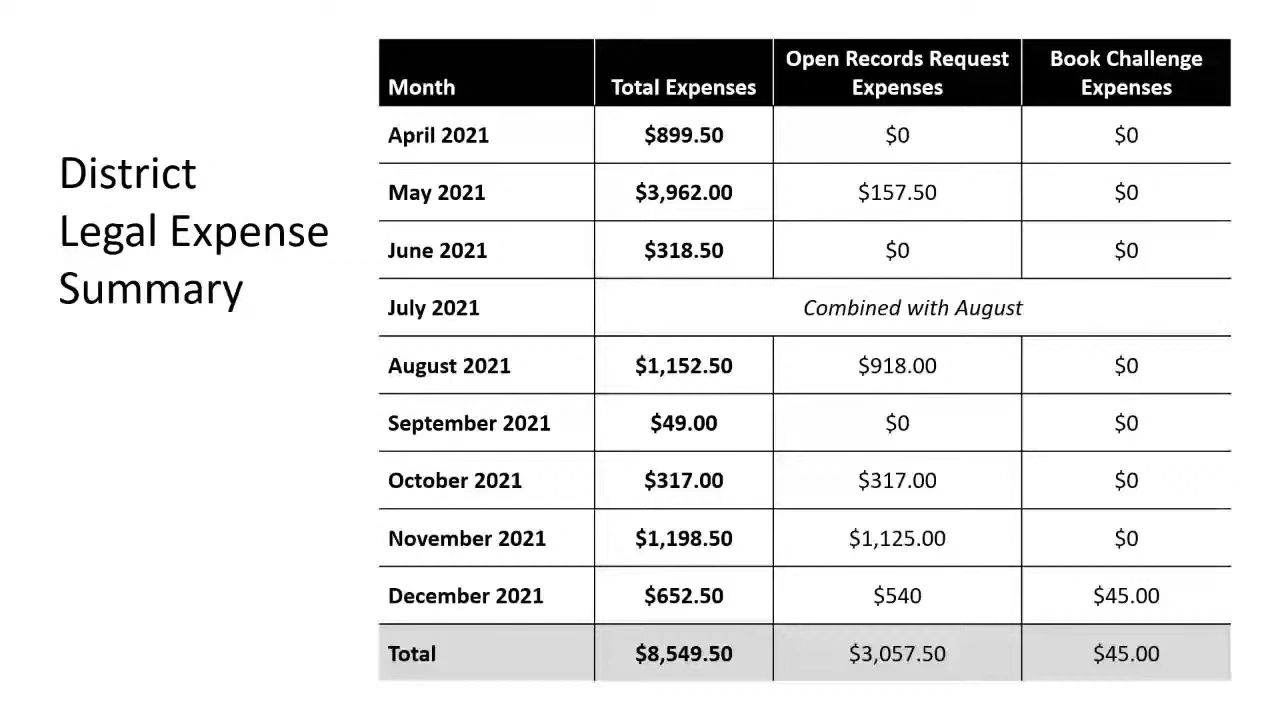 District
Legal Expense
Summary
Month Total Expenses Open Records Request Expenses Book Challenge Expenses
April 2021 $899.50 $0 $0
May 2021 $3,962.00 $157.50 $0
June 2021 $318.50 $0 $0
July 2021 Combined with August
August 2021 $1,152.50 $918.00 $0
September 2021 $49.00 $0 $0
October 2021 $317.00 $317.00 $0
November 2021 $1,198.50 $1,125.00 $0
December 2021 $652.50 $540 $45.00
Total $8,549.50 $3,057.50 $45.00